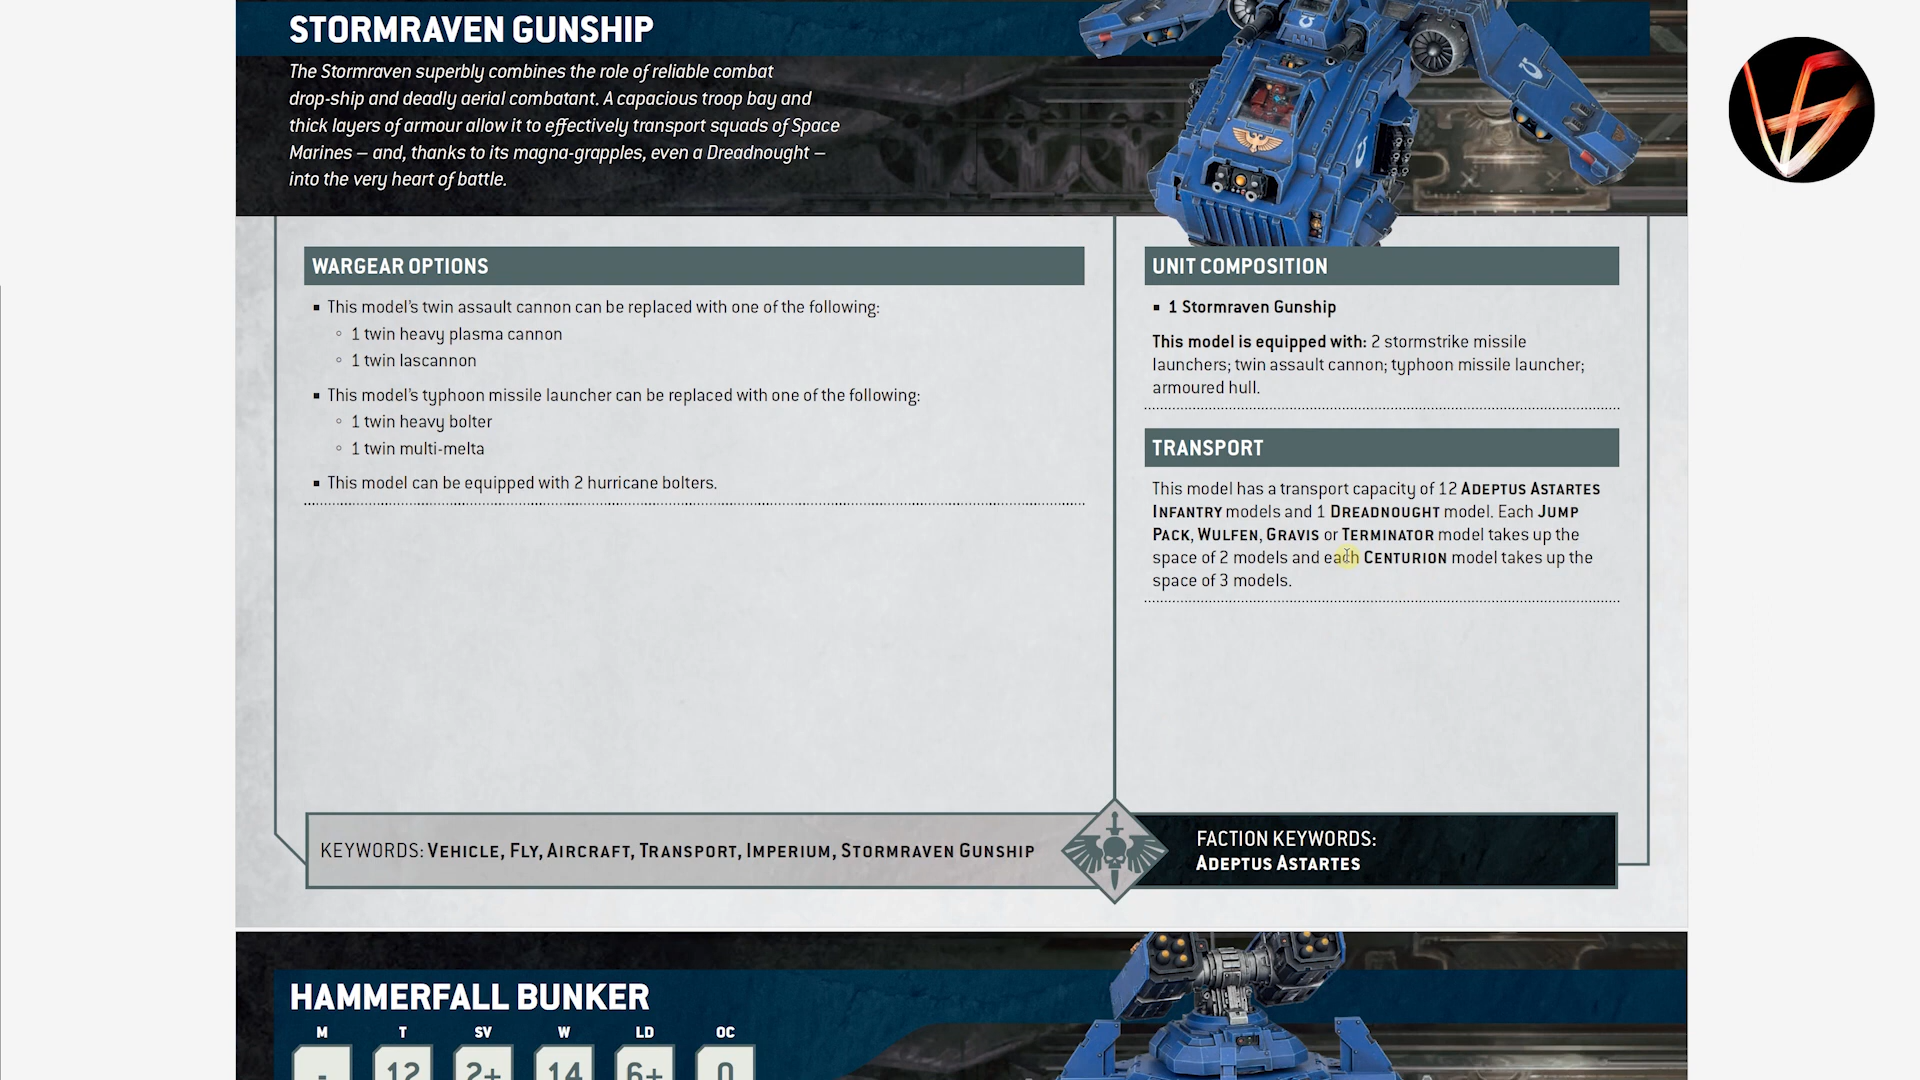 STORMRAVEN GUNSHIP
The Stormraven superbly combines the role of reliable combat
drop-ship and deadly aerial combatant. A capacious troop bay and
thick layers of armour allow it to effectively transport squads of Space
Marines – and, thanks to its magna-grapples, even a Dreadnought –
into the very heart of battle.
WARGEAR OPTIONS
▪ This model's twin assault cannon can be replaced with one of the following:
◦ 1 twin heavy plasma cannon
◦ 1 twin lascannon
▪ This model's typhoon missile launcher can be replaced with one of the following:
◦ 1 twin heavy bolter
◦ 1 twin multi-melta
▪ This model can be equipped with 2 hurricane bolters.
UNIT COMPOSITION
▪ 1 Stormraven Gunship
This model is equipped with: 2 stormstrike missile
launchers; twin assault cannon; typhoon missile launcher;
armoured hull.
TRANSPORT
This model has a transport capacity of 12 ADEPTUS ASTARTES
INFANTRY models and 1 DREADNOUGHT model. Each JUMP
PACK, WULFEN, GRAVIS or TERMINATOR model takes up the
space of 2 models and each CENTURION model takes up the
space of 3 models.
KEYWORDS: VEHICLE, FLY, AIRCRAFT, TRANSPORT, IMPERIUM, STORMRAVEN GUNSHIP
FACTION KEYWORDS:
ADEPTUS ASTARTES
HAMMERFALL BUNKER
M T SV W LD OC
- 12 2+ 14 6+ 0